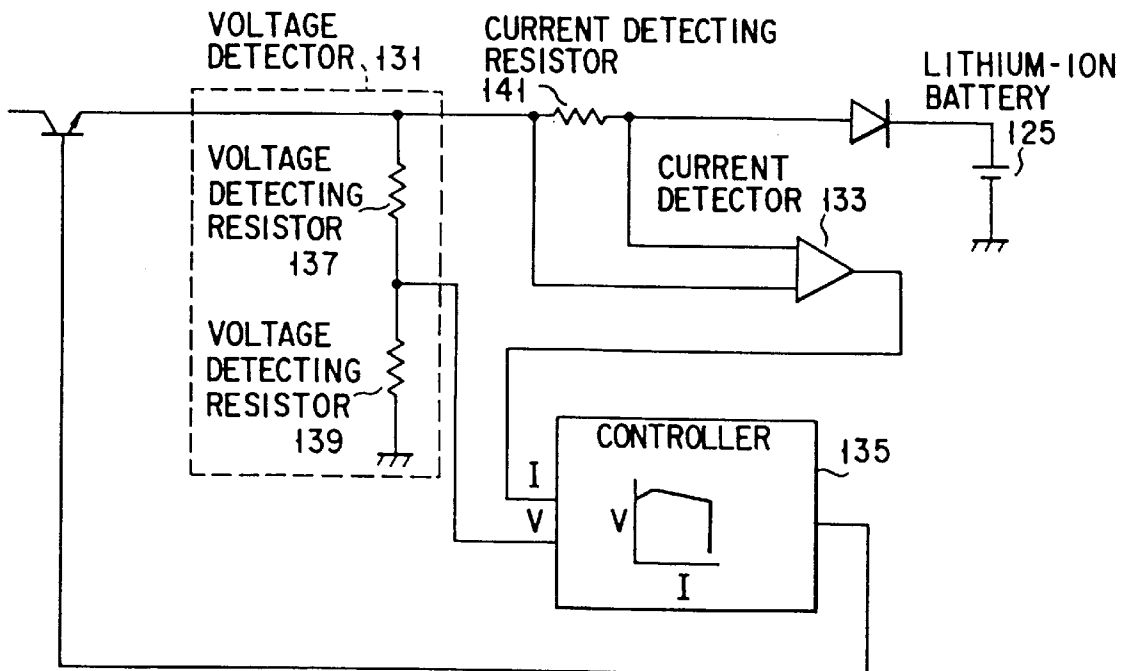 VOLTAGE
DETECTOR 131
CURRENT DETECTING
RESISTOR
141
LITHIUM-ION
BATTERY
125
VOLTAGE
DETECTING
RESISTOR
137
CURRENT
DETECTOR 133
VOLTAGE
DETECTING
RESISTOR
139
CONTROLLER
135
I
V
V
I